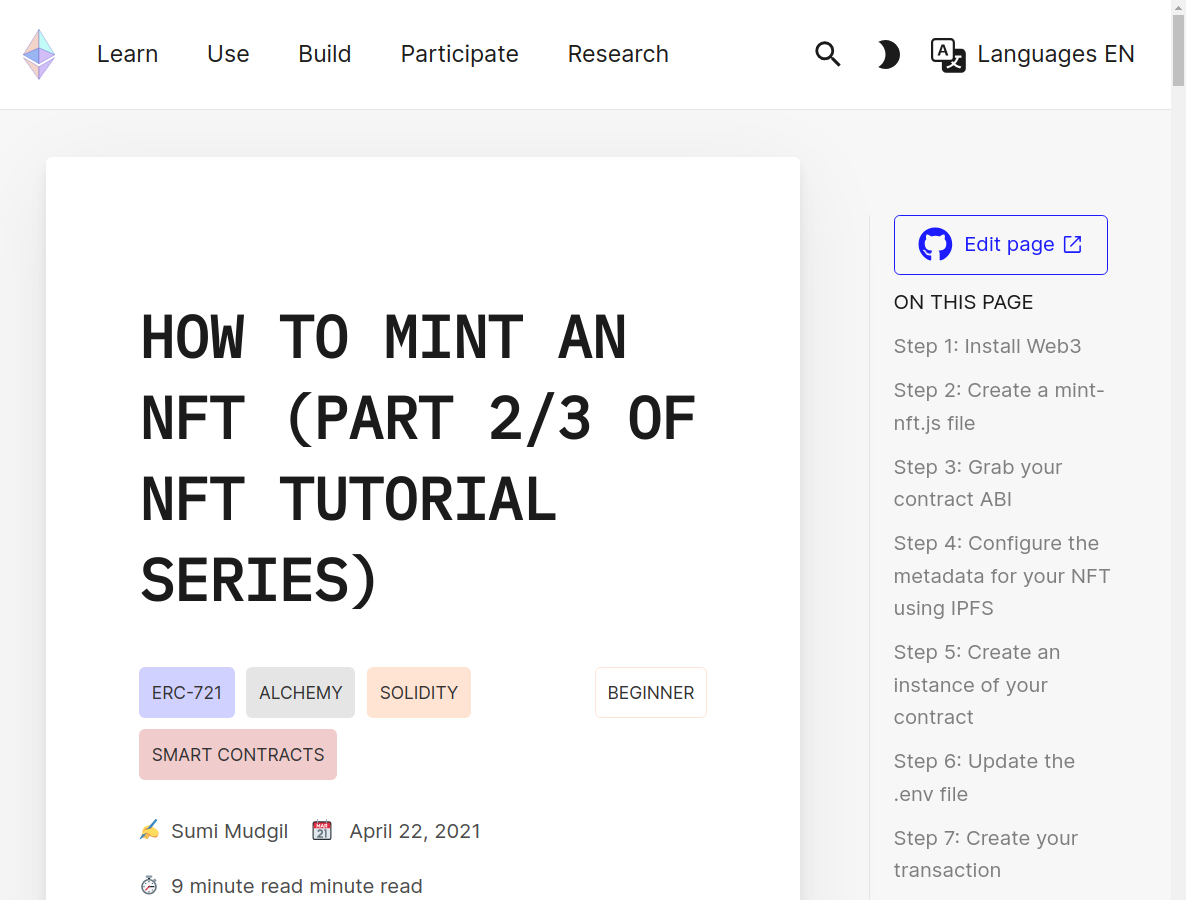 Learn Use Build Participate Research Languages EN
HOW TO MINT AN
NFT (PART 2/3 OF
NFT TUTORIAL
SERIES)
ERC-721 ALCHEMY SOLIDITY BEGINNER
SMART CONTRACTS
Sumi Mudgil April 22, 2021
9 minute read minute read
Edit page
ON THIS PAGE
Step 1: Install Web3
Step 2: Create a mint-
nft.js file
Step 3: Grab your
contract ABI
Step 4: Configure the
metadata for your NFT
using IPFS
Step 5: Create an
instance of your
contract
Step 6: Update the
.env file
Step 7: Create your
transaction